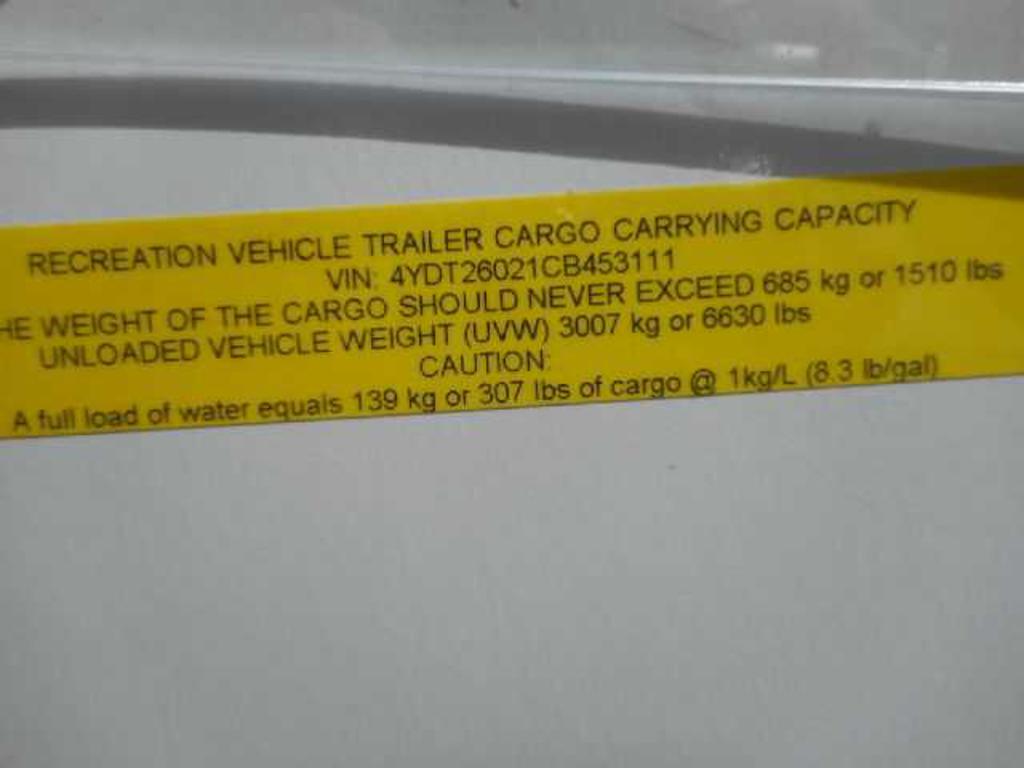 RECREATION VEHICLE TRAILER CARGO CARRYING CAPACITY
VIN: 4YDT26021CB453111
HE WEIGHT OF THE CARGO SHOULD NEVER EXCEED 685 kg or 1510 lbs
UNLOADED VEHICLE WEIGHT (UVW) 3007 kg or 6630 lbs
CAUTION:
A full load of water equals 139 kg or 307 lbs of cargo @ 1kg/L (8.3 lb/gal)